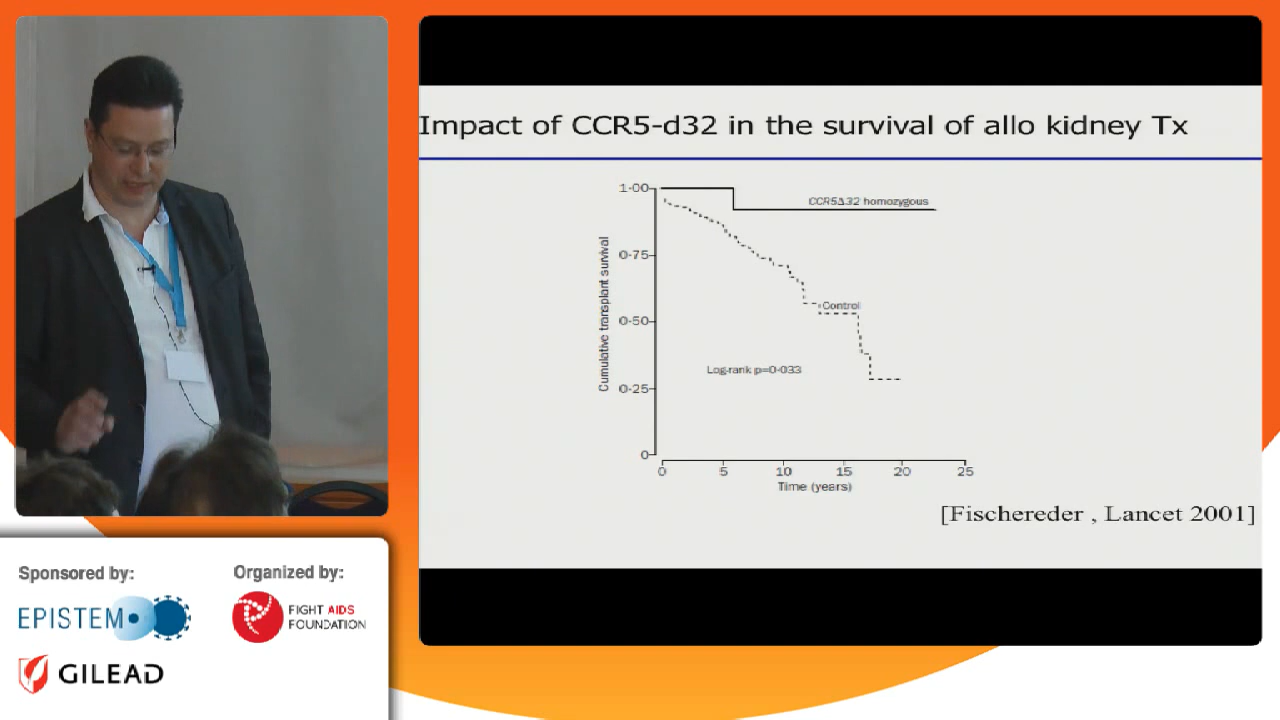 Impact of CCR5-d32 in the survival of allo kidney Tx
1·00
CCR5Δ32 homozygous
0·75
Cumulative transplant survival
Control
0·50
Log-rank p=0·033
0·25
0
0 5 10 15 20 25
Time (years)
[Fischereder , Lancet 2001]
Sponsored by:
EPISTEM
GILEAD
Organized by:
FIGHT AIDS
FOUNDATION